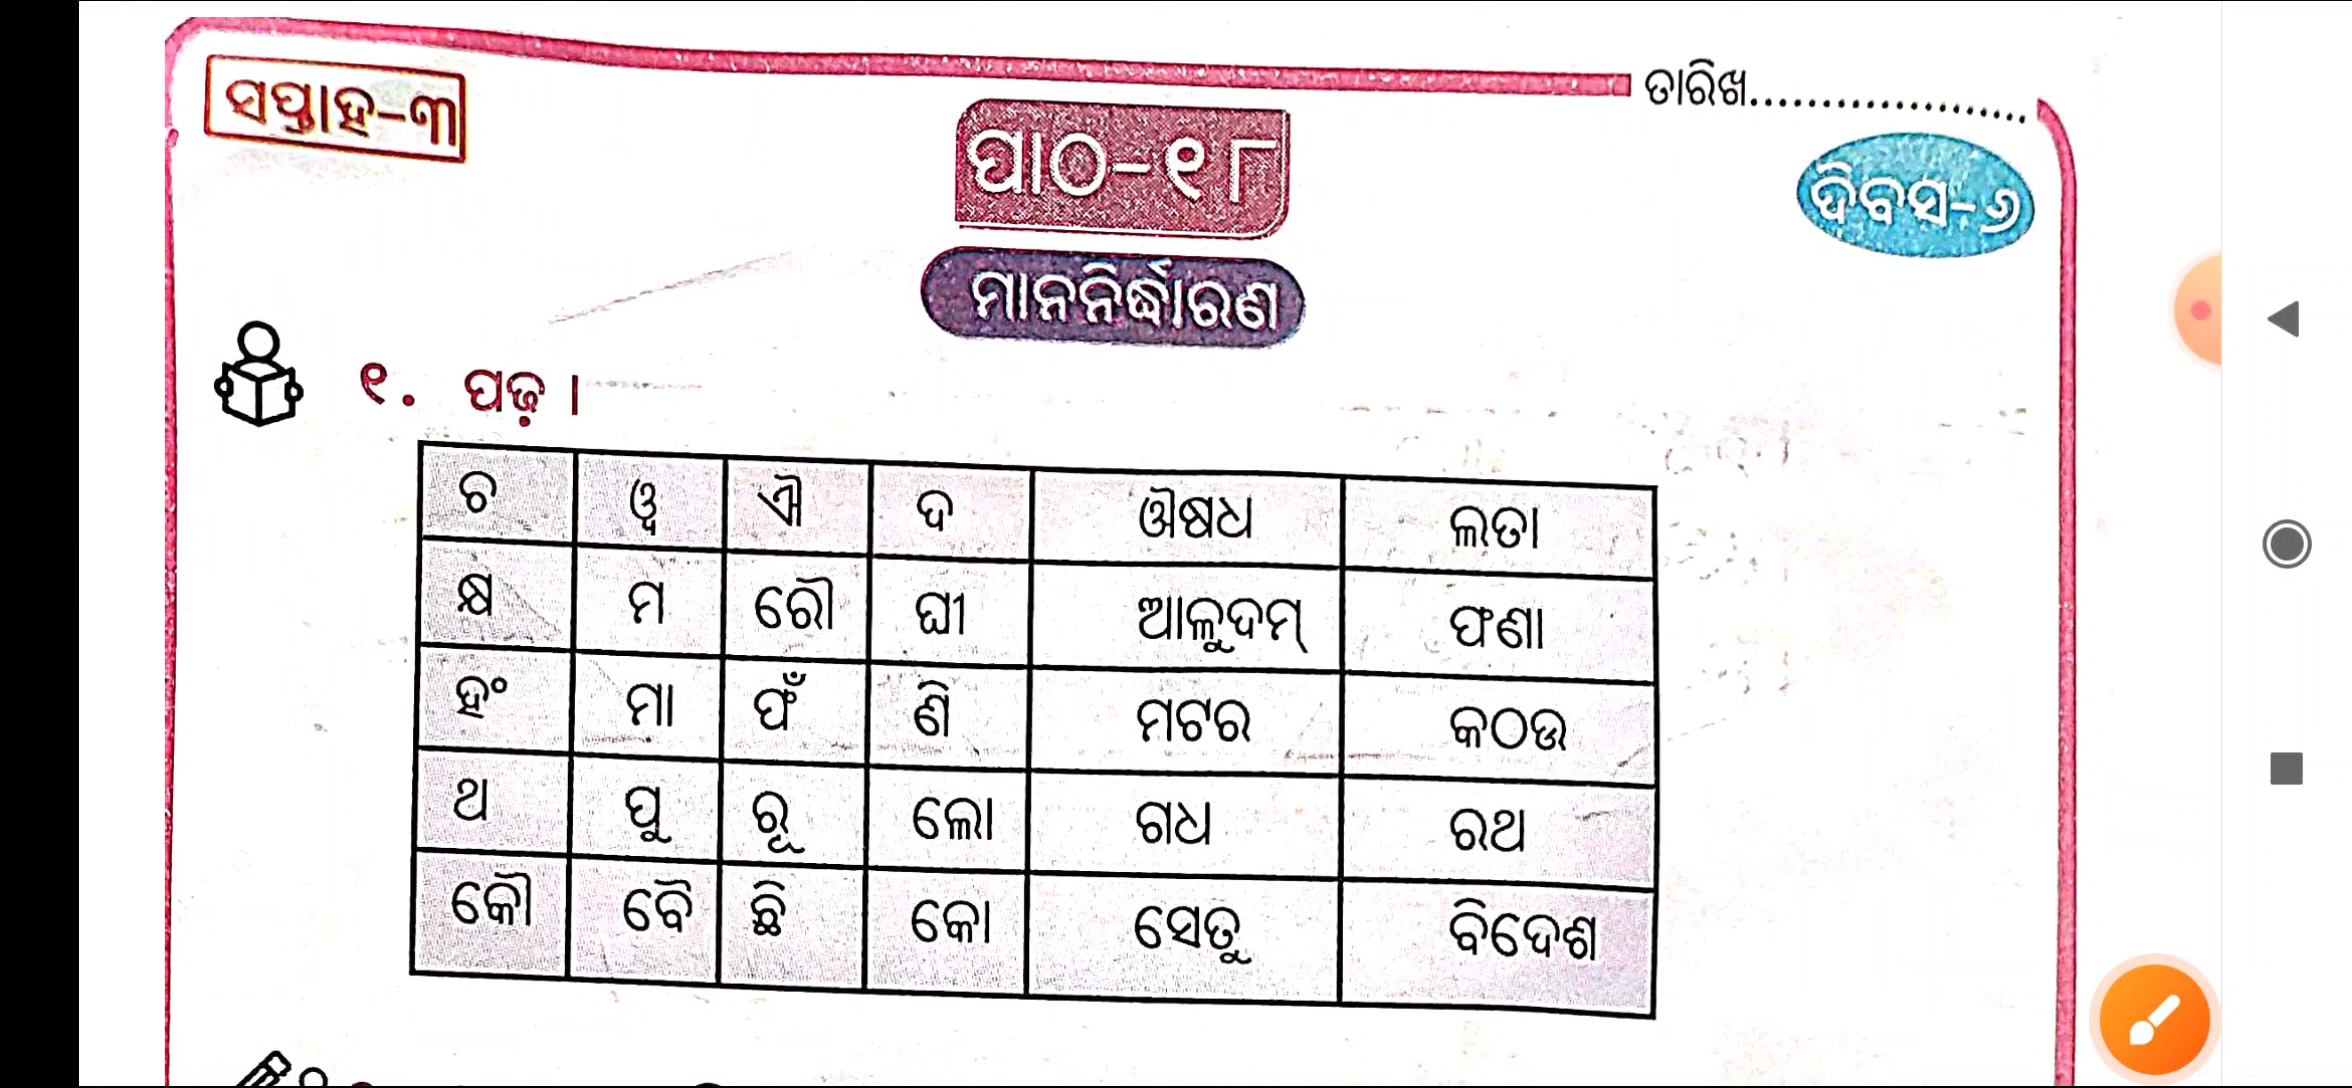 ସପ୍ତାହ-୩
ତାରିଖ....................
ପାଠ-୧୮
ଦିବସ-୬
ମାନନିର୍ଦ୍ଧାରଣ
୧. ପଢ଼ ।
ଚ ଓ୍ଵ ଐ ଦ ଔଷଧ ଲତା
କ୍ଷ ମ ରୌ ଘୀ ଆଳୁଦମ୍ ଫଣା
ହଂ ମା ଫଁ ଣି ମଟର କଠଉ
ଥ ପୁ ରୂ ଲୋ ଗଧ ରଥ
କୌ ବୈ ଛି କୋ ସେତୁ ବିଦେଶ